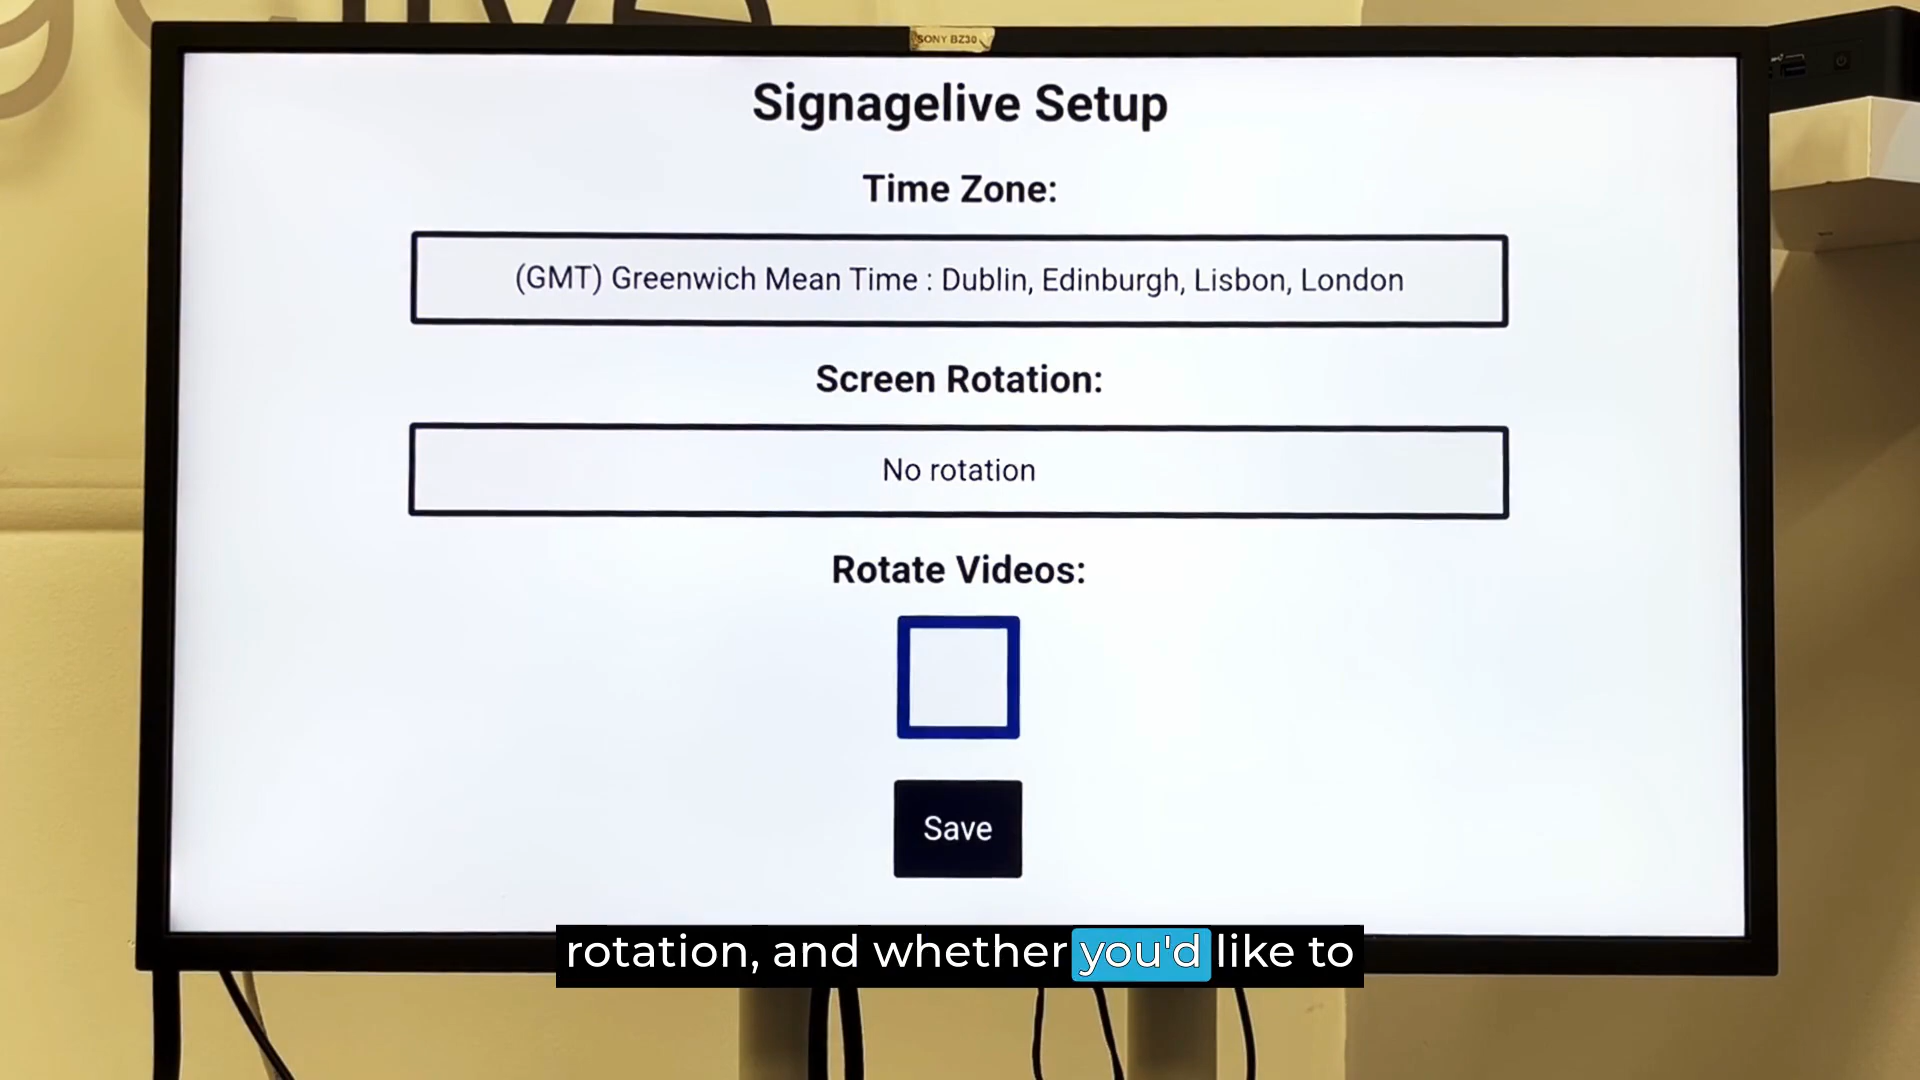 SONY BZ30
Signagelive Setup
Time Zone:
(GMT) Greenwich Mean Time : Dublin, Edinburgh, Lisbon, London
Screen Rotation:
No rotation
Rotate Videos:
Save
rotation, and whether you'd like to